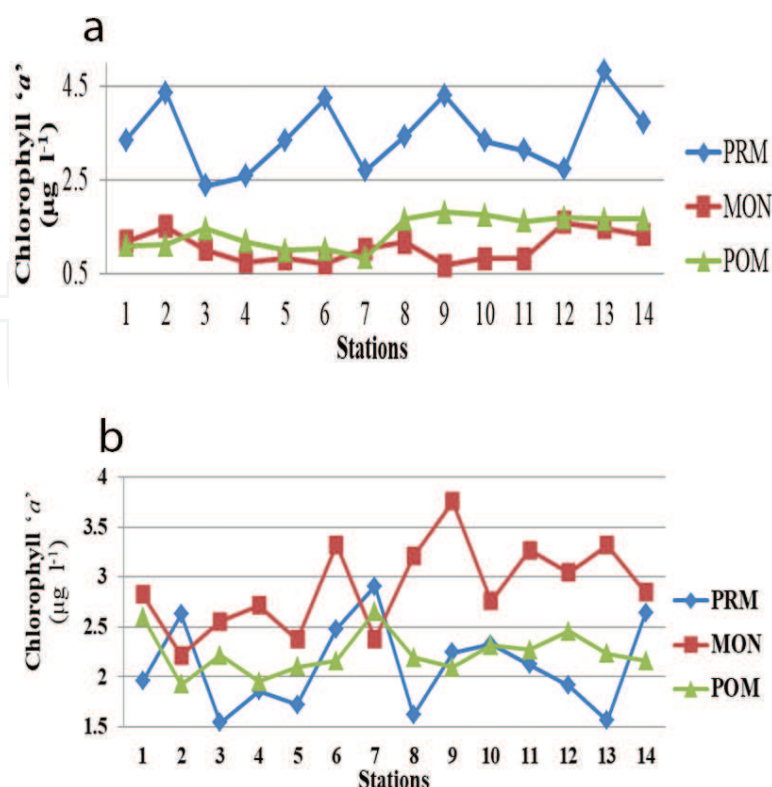 a
Chlorophyll ‘a’
(µg l-1)
4.5
2.5
0.5
1 2 3 4 5 6 7 8 9 10 11 12 13 14
Stations
PRM
MON
POM
b
Chlorophyll ‘a’
(µg l-1)
4
3.5
3
2.5
2
1.5
1 2 3 4 5 6 7 8 9 10 11 12 13 14
Stations
PRM
MON
POM